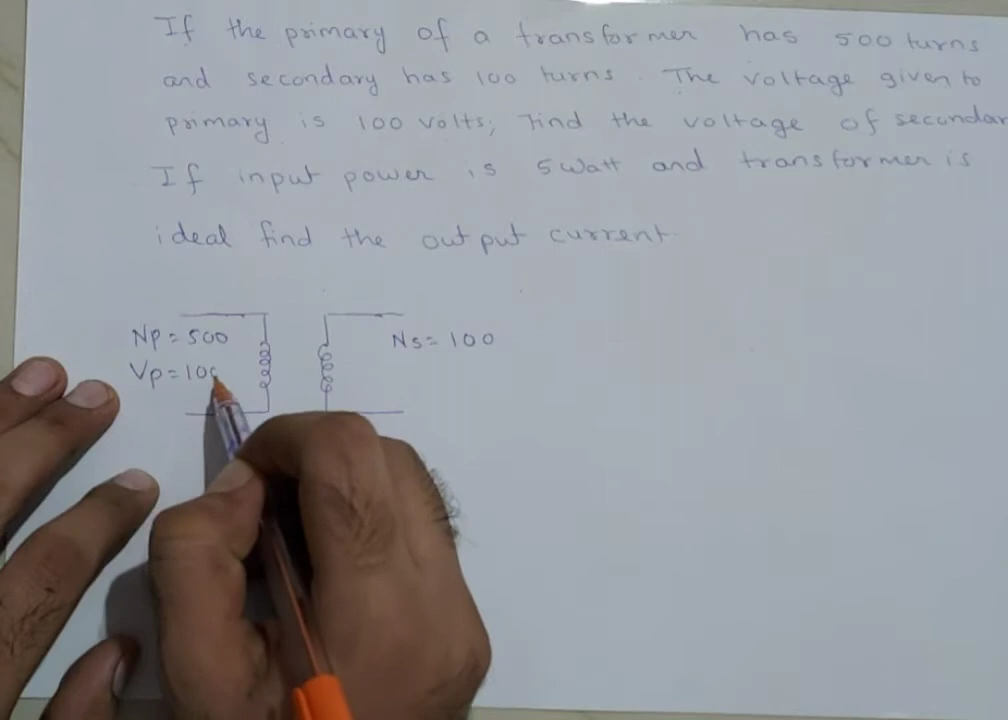 If the primary of a transformer has 500 turns
and secondary has 100 turns. The voltage given to
primary is 100 volts; find the voltage of secondar
If input power is 5 watt and transformer is
ideal find the output current.
Np = 500
Ns = 100
Vp = 100